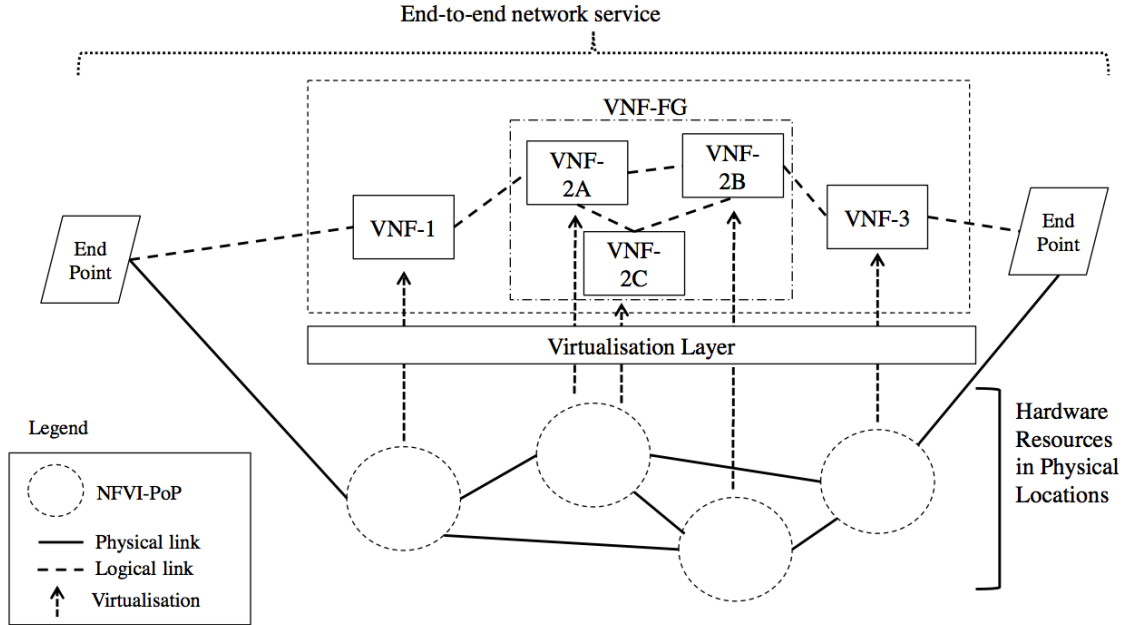 End-to-end network service
VNF-FG
VNF-
2A
VNF-
2B
VNF-1
VNF-
2C
VNF-3
End
Point
End
Point
Virtualisation Layer
Hardware
Resources
in Physical
Locations
Legend
NFVI-PoP
Physical link
Logical link
Virtualisation